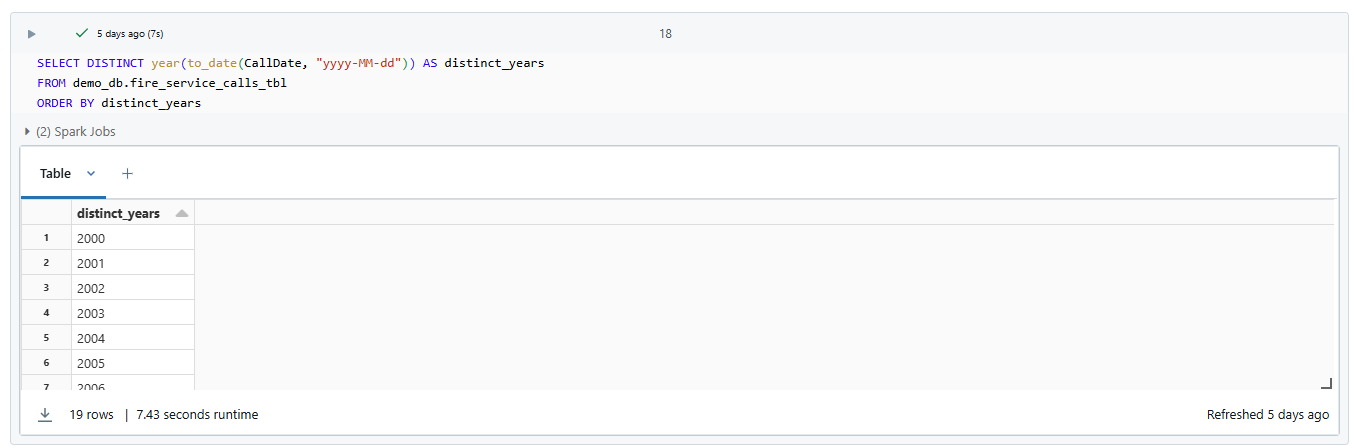 5 days ago (7s)
18
SELECT DISTINCT year(to_date(CallDate, "yyyy-MM-dd")) AS distinct_years
FROM demo_db.fire_service_calls_tbl
ORDER BY distinct_years
(2) Spark Jobs
Table
distinct_years
1 2000
2 2001
3 2002
4 2003
5 2004
6 2005
7 2006
19 rows | 7.43 seconds runtime
Refreshed 5 days ago